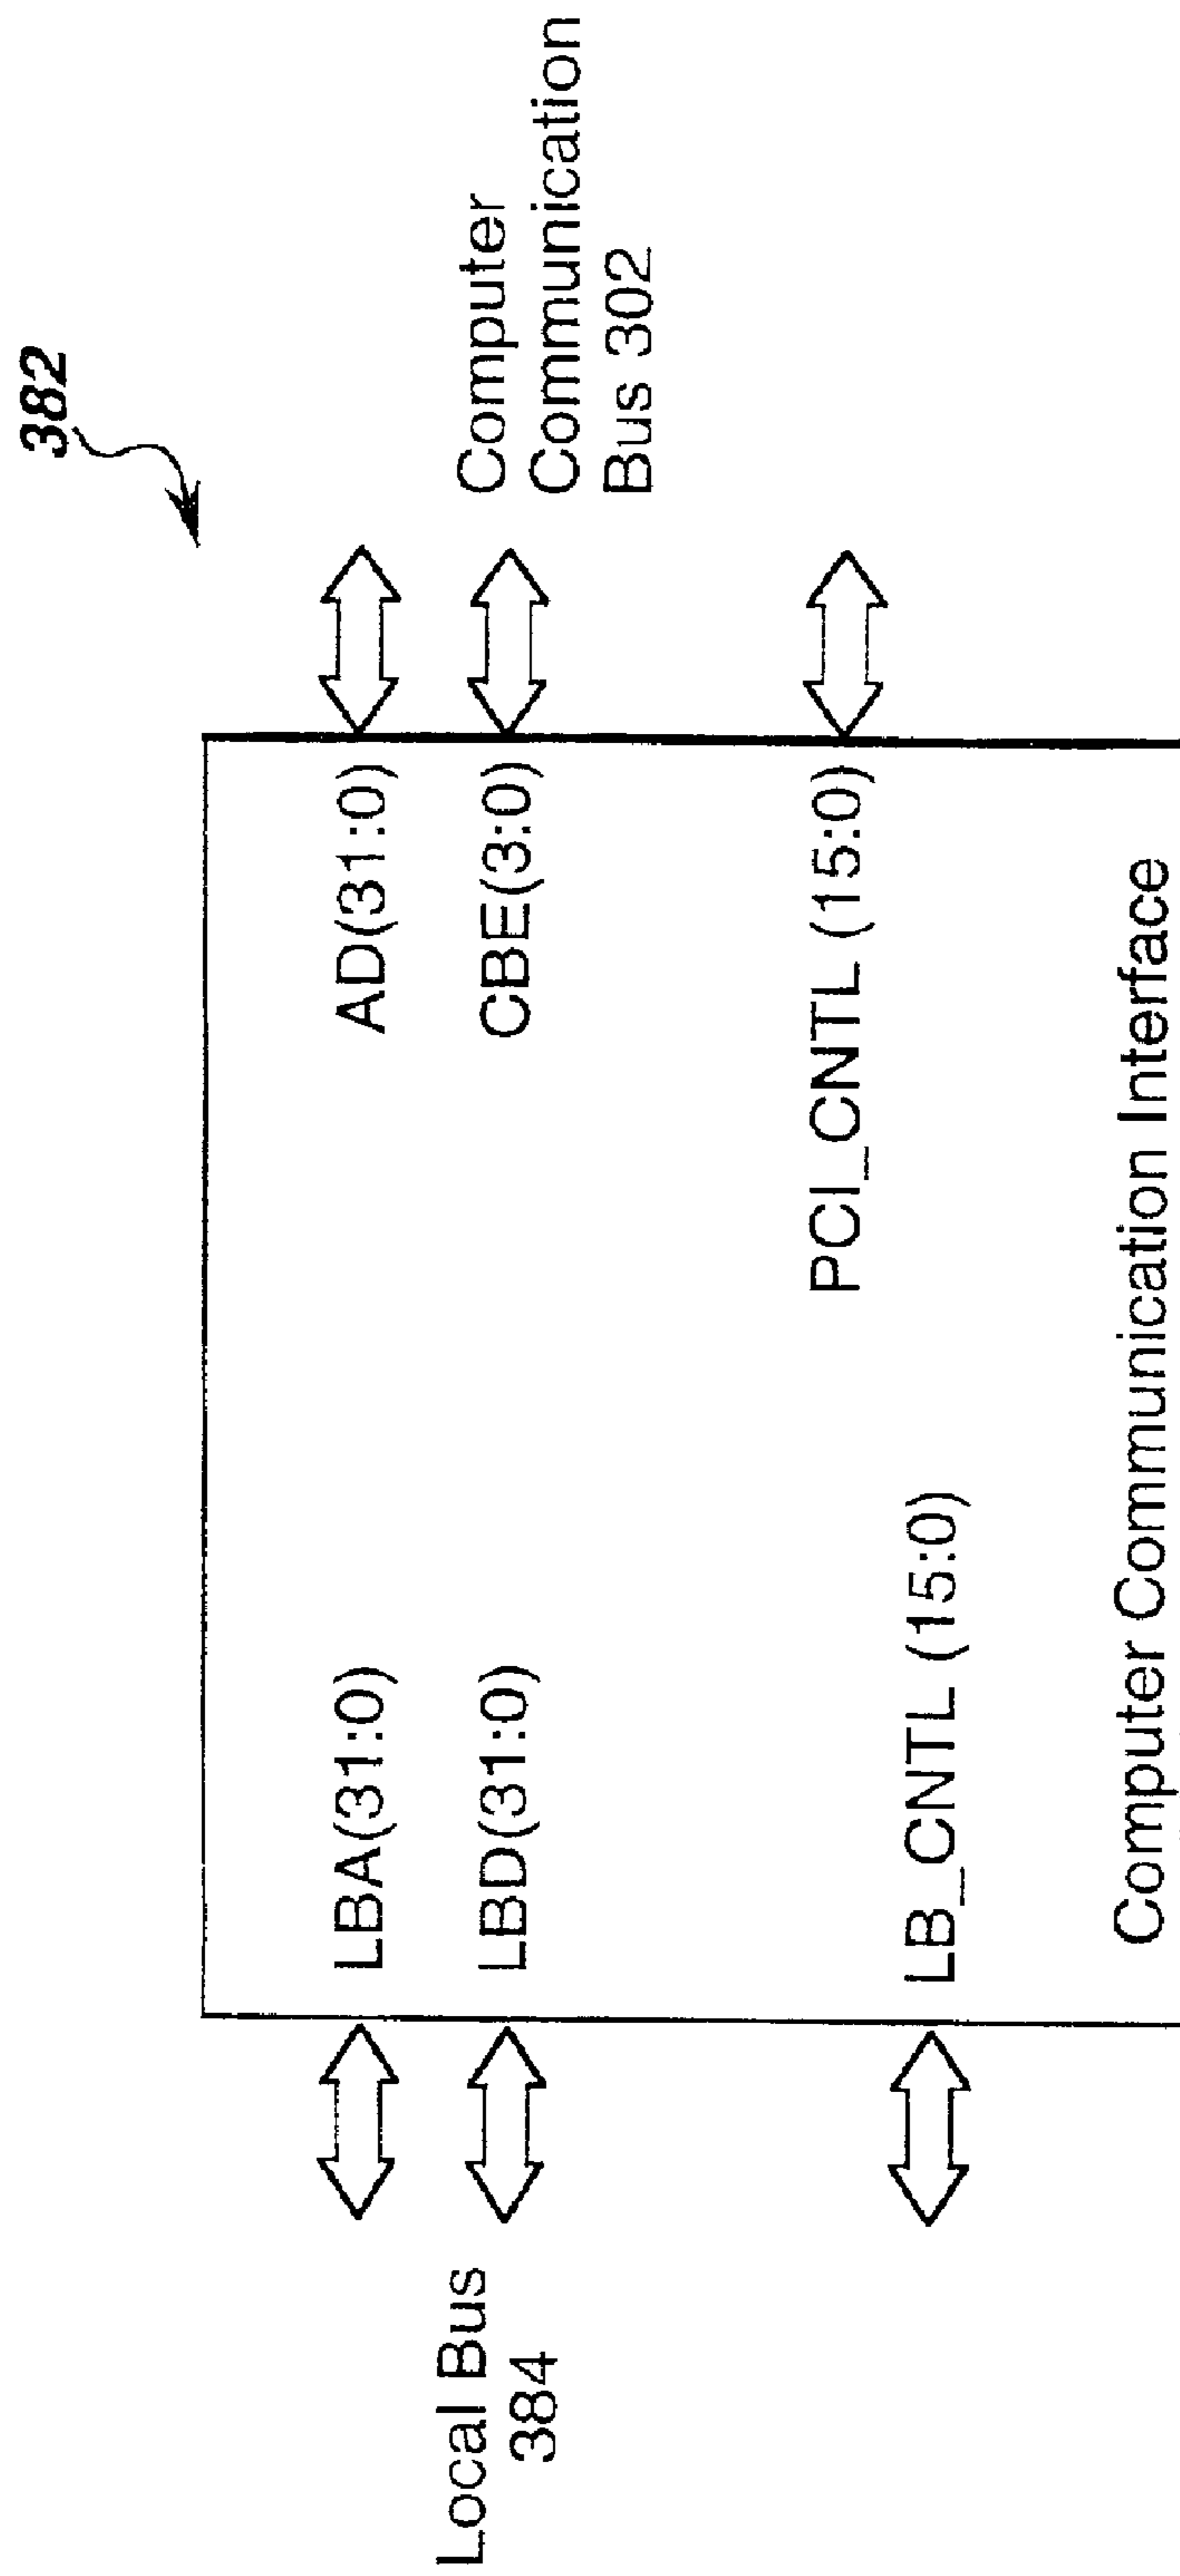 382
LBA(31:0)
AD(31:0)
Local Bus
384
LBD(31:0)
CBE(3:0)
Computer
Communication
Bus 302
PCI_CNTL (15:0)
LB_CNTL (15:0)
Computer Communication Interface